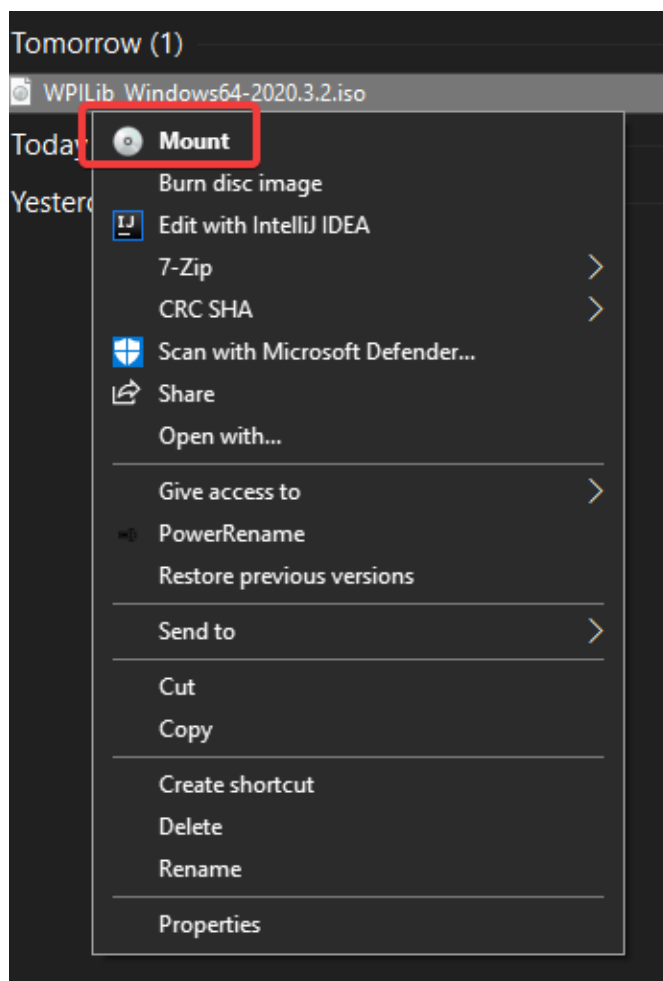 Tomorrow (1)
WPILib_Windows64-2020.3.2.iso
Today
Mount
Burn disc image
Yester
Edit with IntelliJ IDEA
7-Zip
CRC SHA
Scan with Microsoft Defender...
Share
Open with...
Give access to
PowerRename
Restore previous versions
Send to
Cut
Copy
Create shortcut
Delete
Rename
Properties